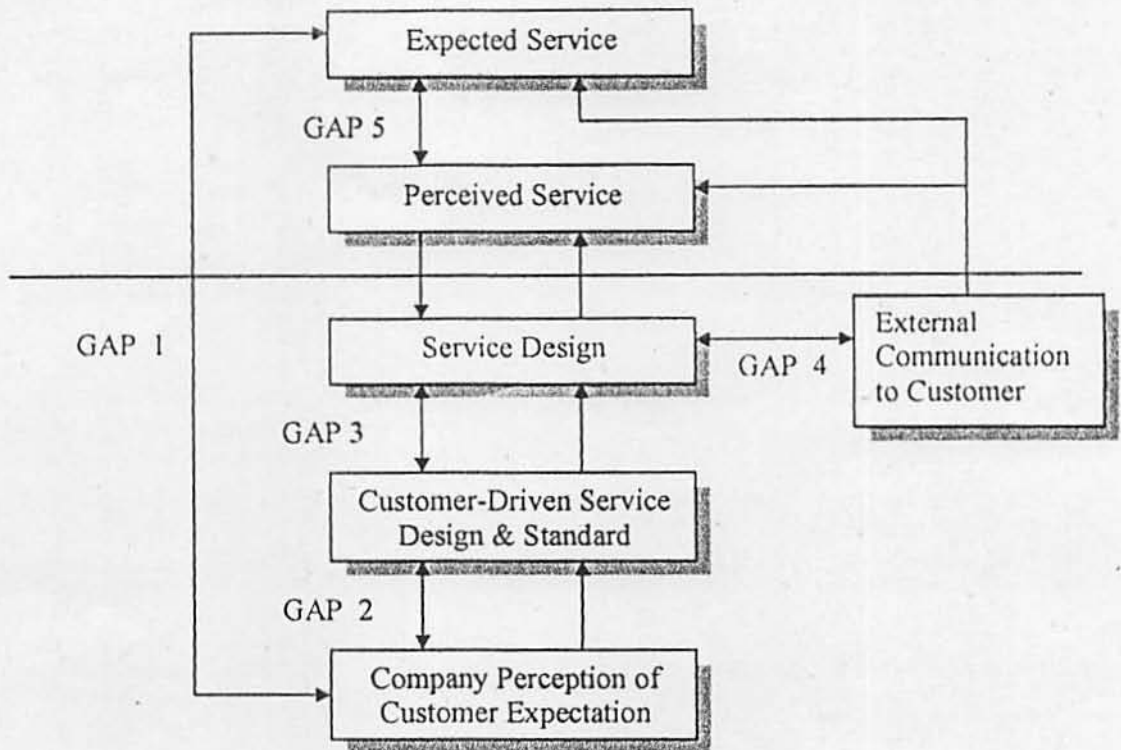 Expected Service
GAP 5
Perceived Service
GAP 1
Service Design
GAP 4
External
Communication
to Customer
GAP 3
Customer-Driven Service
Design & Standard
GAP 2
Company Perception of
Customer Expectation